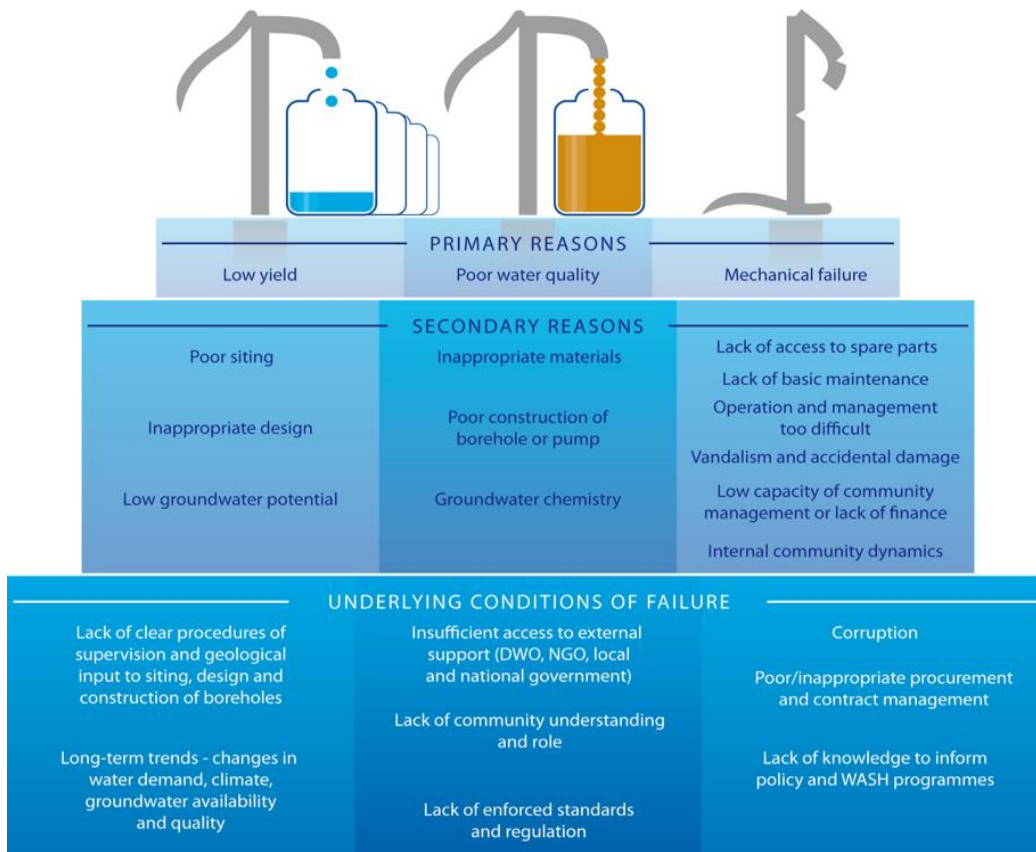 PRIMARY REASONS
Low yield
Poor water quality
Mechanical failure
SECONDARY REASONS
Poor siting
Inappropriate design
Low groundwater potential
Inappropriate materials
Poor construction of
borehole or pump
Groundwater chemistry
Lack of access to spare parts
Lack of basic maintenance
Operation and management
too difficult
Vandalism and accidental damage
Low capacity of community
management or lack of finance
Internal community dynamics
UNDERLYING CONDITIONS OF FAILURE
Lack of clear procedures of
supervision and geological
input to siting, design and
construction of boreholes
Long-term trends - changes in
water demand, climate,
groundwater availability
and quality
Insufficient access to external
support (DWO, NGO, local
and national government)
Lack of community understanding
and role
Lack of enforced standards
and regulation
Corruption
Poor/inappropriate procurement
and contract management
Lack of knowledge to inform
policy and WASH programmes